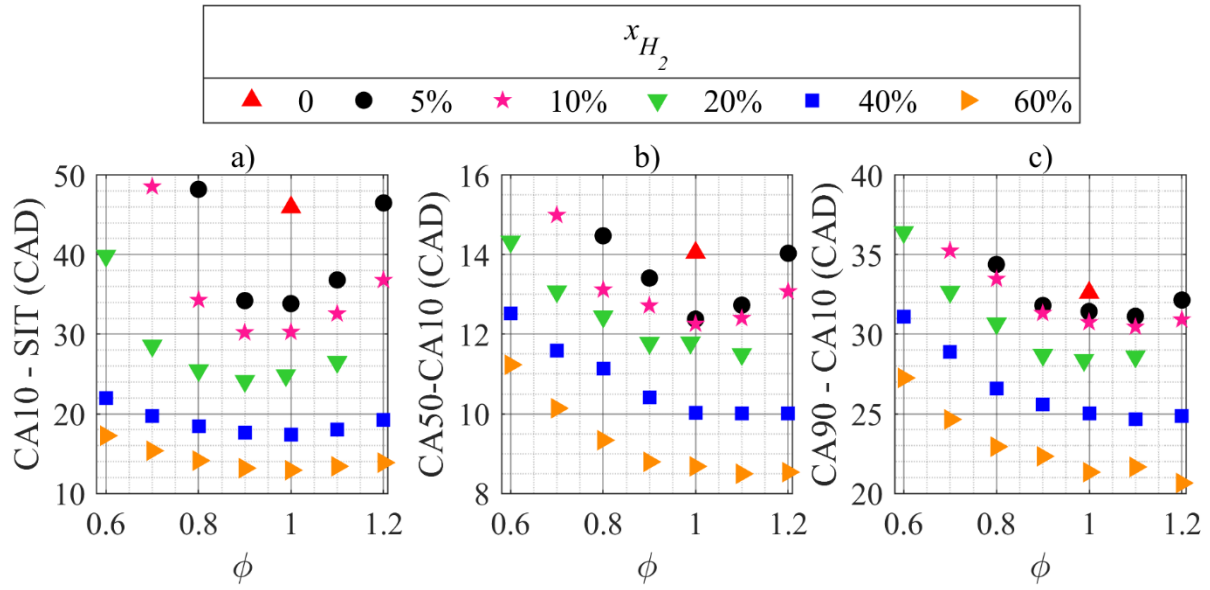 x_{H_2}
0 5% 10% 20% 40% 60%
a)
CA10 - SIT (CAD)
50
40
30
20
10
0.6 0.8 1 1.2
ϕ
b)
CA50-CA10 (CAD)
16
14
12
10
8
0.6 0.8 1 1.2
ϕ
c)
CA90 - CA10 (CAD)
40
35
30
25
20
0.6 0.8 1 1.2
ϕ